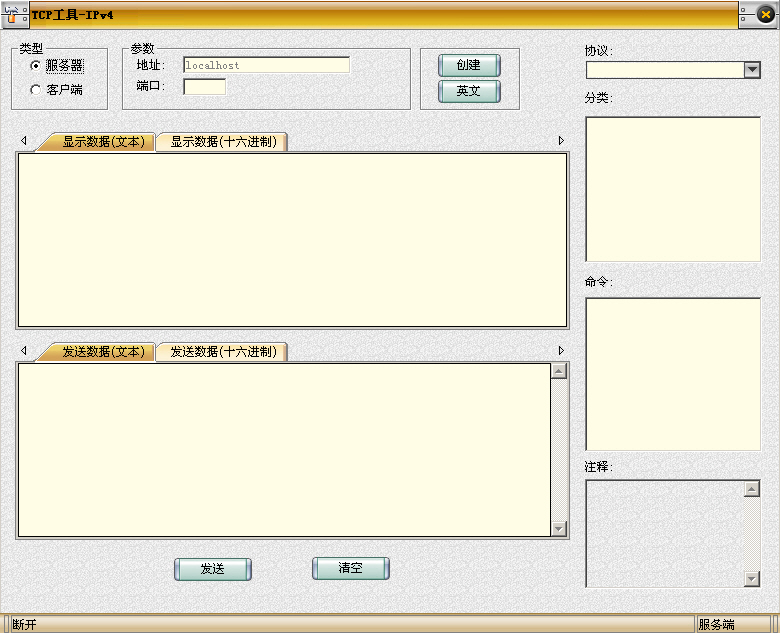 TCP工具-IPv4
类型
服务器
客户端
参数
地址:
localhost
端口:
创建
英文
协议:
分类:
显示数据(文本)
显示数据(十六进制)
命令:
发送数据(文本)
发送数据(十六进制)
注释:
发送
清空
断开
服务端